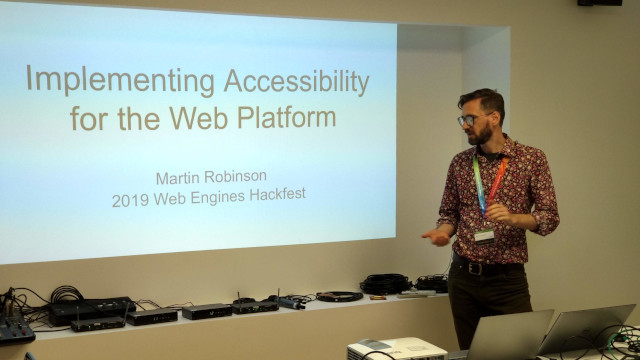 Implementing Accessibility
for the Web Platform
Martin Robinson
2019 Web Engines Hackfest